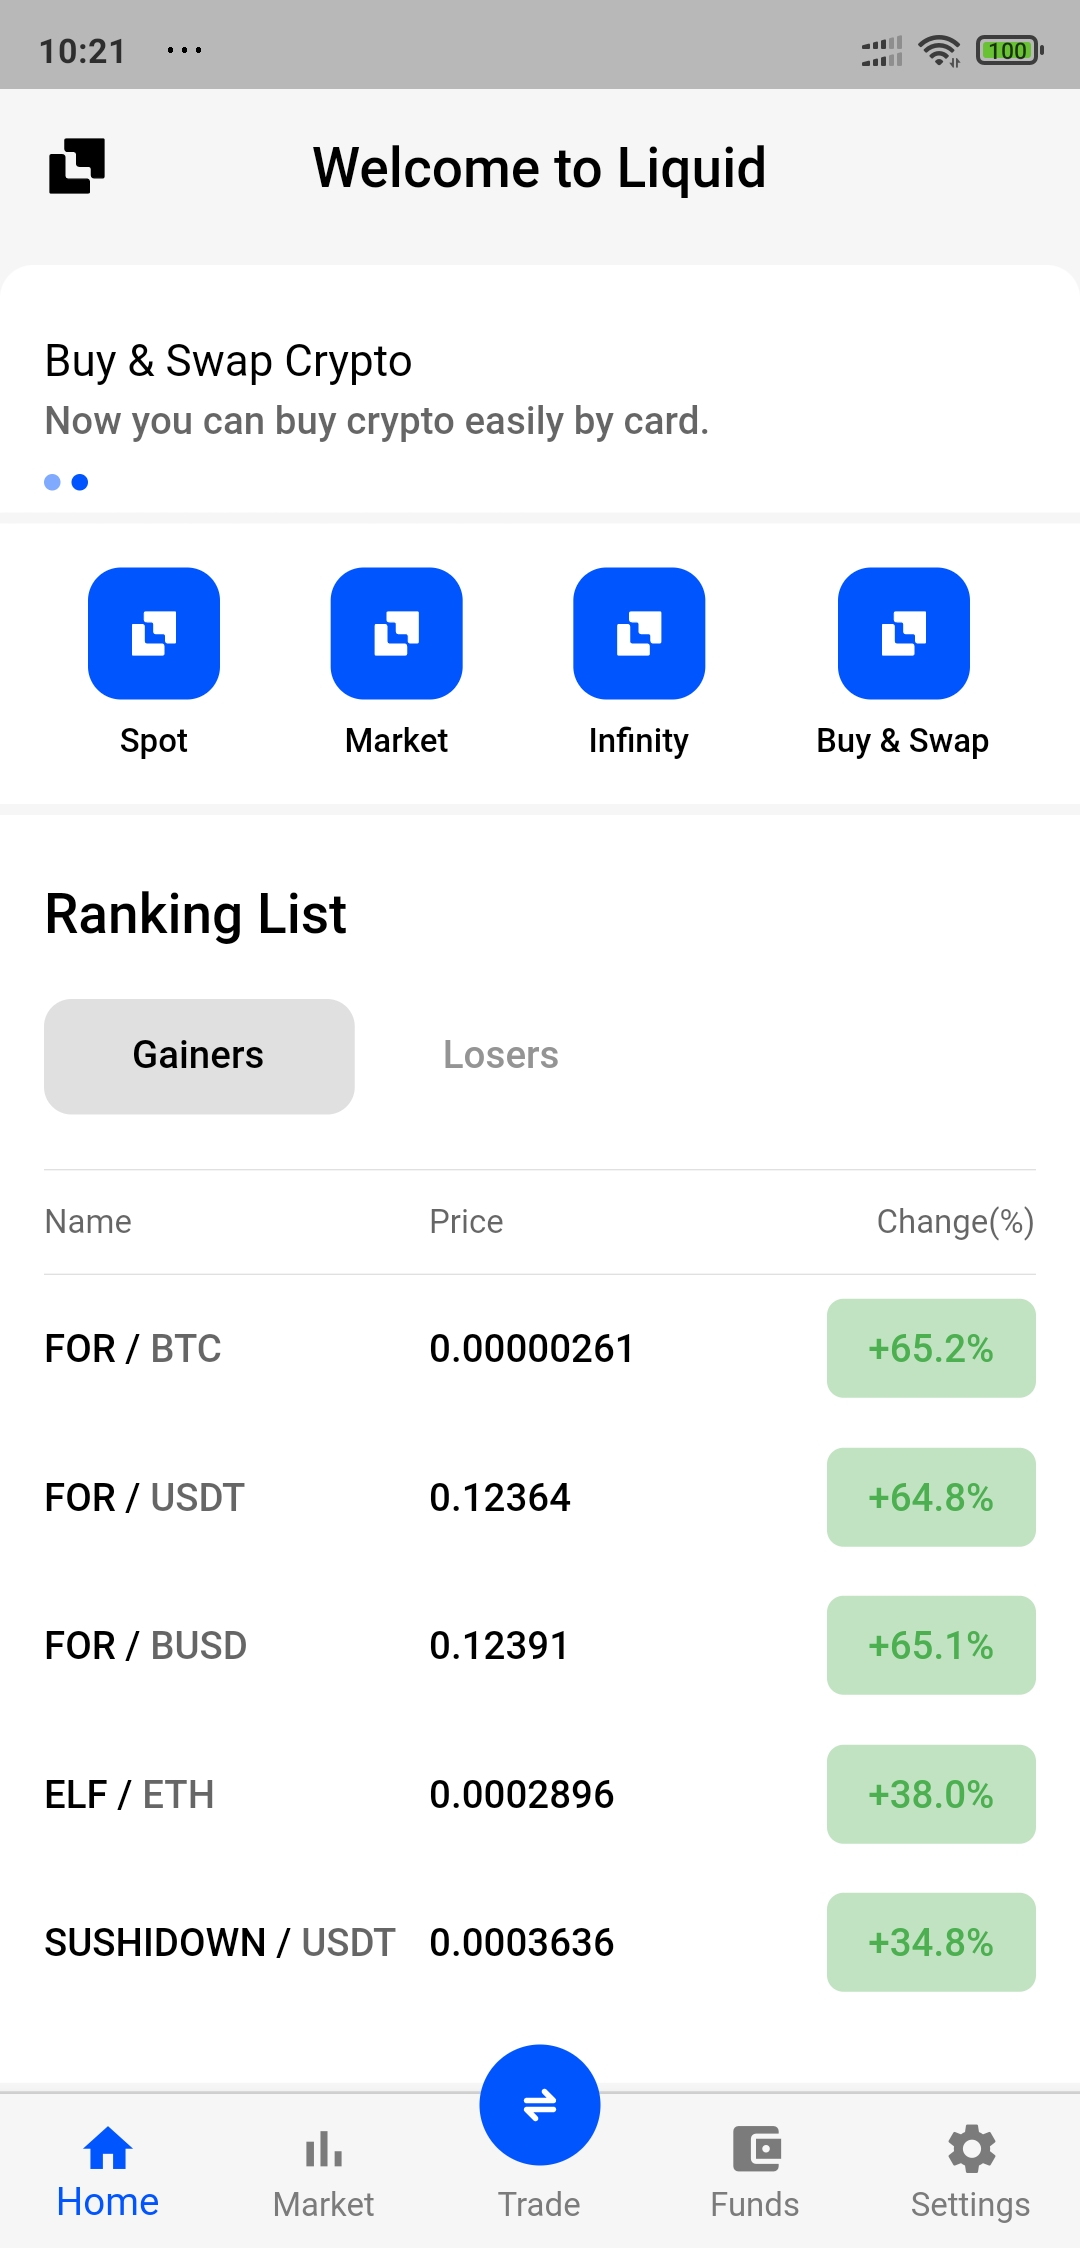 10:21 ...
100
Welcome to Liquid
Buy & Swap Crypto
Now you can buy crypto easily by card.
Spot Market Infinity Buy & Swap
Ranking List
Gainers Losers
Name Price Change(%)
FOR / BTC 0.00000261 +65.2%
FOR / USDT 0.12364 +64.8%
FOR / BUSD 0.12391 +65.1%
ELF / ETH 0.0002896 +38.0%
SUSHIDOWN / USDT 0.0003636 +34.8%
Home Market Trade Funds Settings